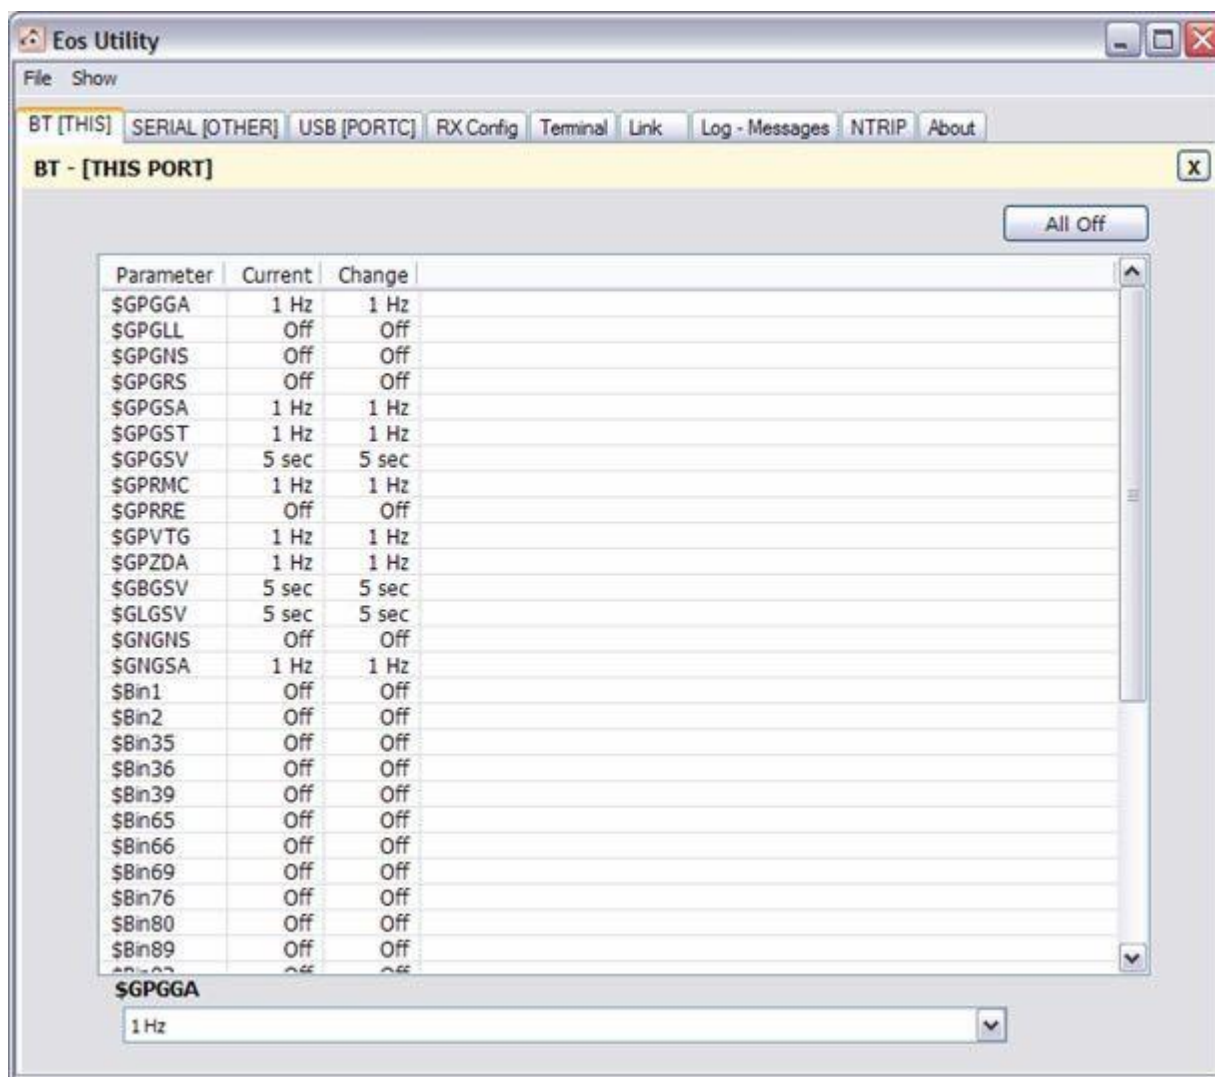 Eos Utility
File Show
BT [THIS] SERIAL [OTHER] USB [PORTC] RX Config Terminal Link Log - Messages NTRIP About
BT - [THIS PORT] X
All Off
Parameter Current Change
$GPGGA 1 Hz 1 Hz
$GPGLL Off Off
$GPGNS Off Off
$GPGRS Off Off
$GPGSA 1 Hz 1 Hz
$GPGST 1 Hz 1 Hz
$GPGSV 5 sec 5 sec
$GPRMC 1 Hz 1 Hz
$GPRRE Off Off
$GPVTG 1 Hz 1 Hz
$GPZDA 1 Hz 1 Hz
$GBGSV 5 sec 5 sec
$GLGSV 5 sec 5 sec
$GNGNS Off Off
$GNGSA 1 Hz 1 Hz
$Bin1 Off Off
$Bin2 Off Off
$Bin35 Off Off
$Bin36 Off Off
$Bin39 Off Off
$Bin65 Off Off
$Bin66 Off Off
$Bin69 Off Off
$Bin76 Off Off
$Bin80 Off Off
$Bin89 Off Off
$GPGGA
1 Hz